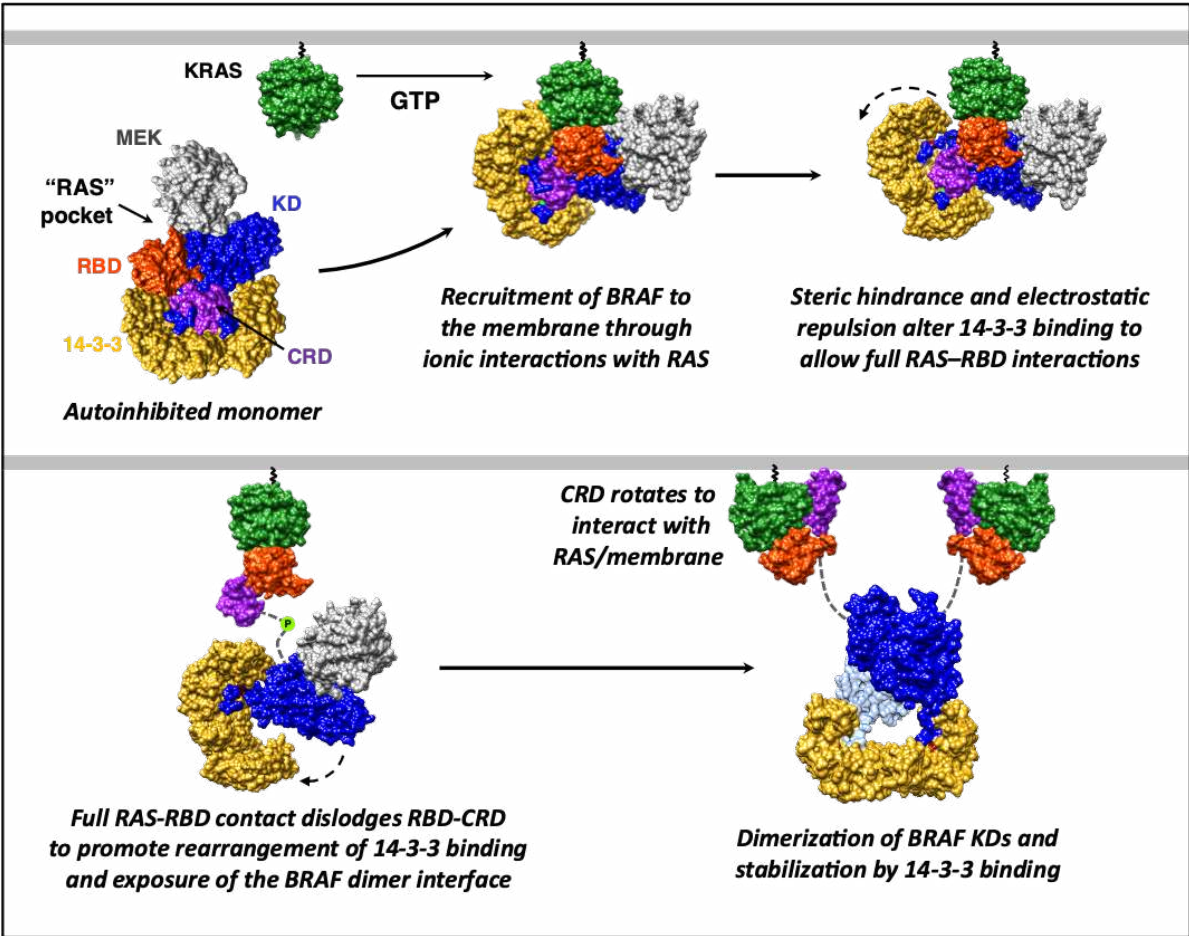 KRAS
GTP
MEK
“RAS”
pocket
KD
RBD
14-3-3
CRD
Autoinhibited monomer
Recruitment of BRAF to
the membrane through
ionic interactions with RAS
Steric hindrance and electrostatic
repulsion alter 14-3-3 binding to
allow full RAS–RBD interactions
P
Full RAS-RBD contact dislodges RBD-CRD
to promote rearrangement of 14-3-3 binding
and exposure of the BRAF dimer interface
CRD rotates to
interact with
RAS/membrane
Dimerization of BRAF KDs and
stabilization by 14-3-3 binding